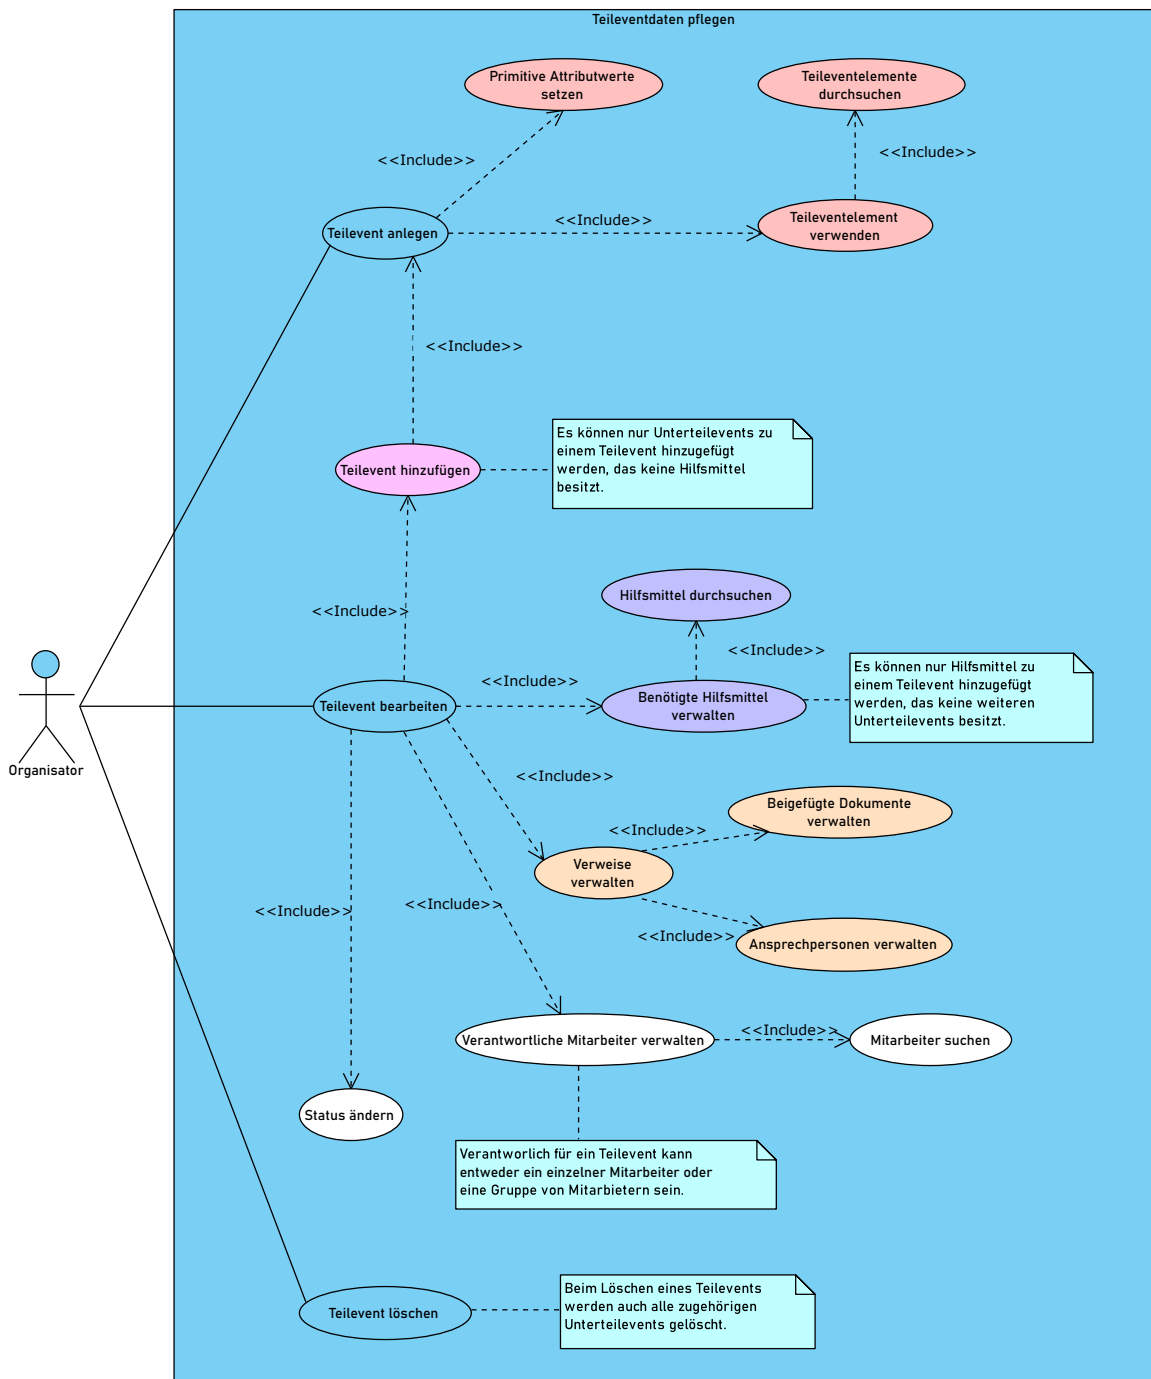 Teileventdaten pflegen
Primitive Attributwerte
setzen
Teileventelemente
durchsuchen
<<Include>>
<<Include>>
Teilevent anlegen
<<Include>>
Teileventelement
verwenden
<<Include>>
Teilevent hinzufügen
Es können nur Unterteilevents zu
einem Teilevent hinzugefügt
werden, das keine Hilfsmittel
besitzt.
<<Include>>
Hilfsmittel durchsuchen
<<Include>>
Teilevent bearbeiten
<<Include>>
Benötigte Hilfsmittel
verwalten
Es können nur Hilfsmittel zu
einem Teilevent hinzugefügt
werden, das keine weiteren
Unterteilevents besitzt.
Organisator
<<Include>>
Beigefügte Dokumente
verwalten
<<Include>>
Verweise
verwalten
<<Include>>
<<Include>>
<<Include>>
Ansprechpersonen verwalten
Verantwortliche Mitarbeiter verwalten
<<Include>>
Mitarbeiter suchen
Status ändern
Verantworlich für ein Teilevent kann
entweder ein einzelner Mitarbeiter oder
eine Gruppe von Mitarbietern sein.
Teilevent löschen
Beim Löschen eines Teilevents
werden auch alle zugehörigen
Unterteilevents gelöscht.